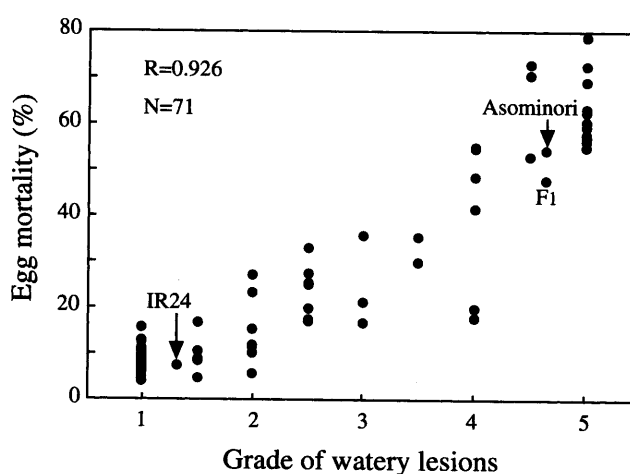 80
R=0.926
N=71
Asominori
60
F1
40
IR24
20
0
1 2 3 4 5
Egg mortality (%)
Grade of watery lesions